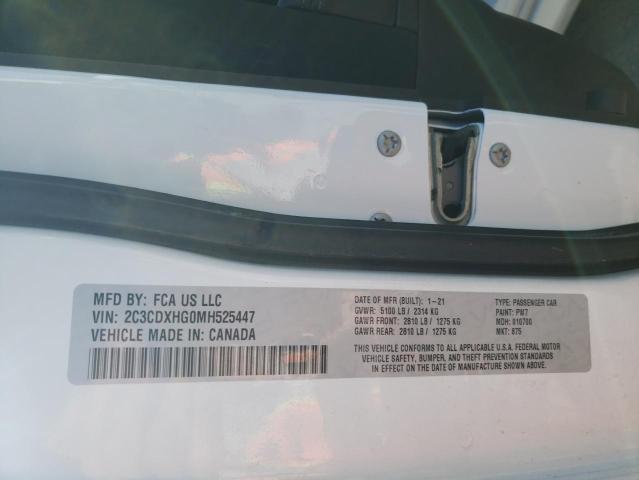 MFD BY: FCA US LLC
VIN: 2C3CDXHG0MH525447
VEHICLE MADE IN: CANADA
DATE OF MFR (BUILT): 1-21
GVWR: 5100 LB / 2314 KG
GAWR FRONT: 2810 LB / 1275 KG
GAWR REAR: 2810 LB / 1275 KG
TYPE: PASSENGER CAR
PAINT: PW7
MDH: 010700
MKT: 875
THIS VEHICLE CONFORMS TO ALL APPLICABLE U.S.A. FEDERAL MOTOR
VEHICLE SAFETY, BUMPER, AND THEFT PREVENTION STANDARDS
IN EFFECT ON THE DATE OF MANUFACTURE SHOWN ABOVE.